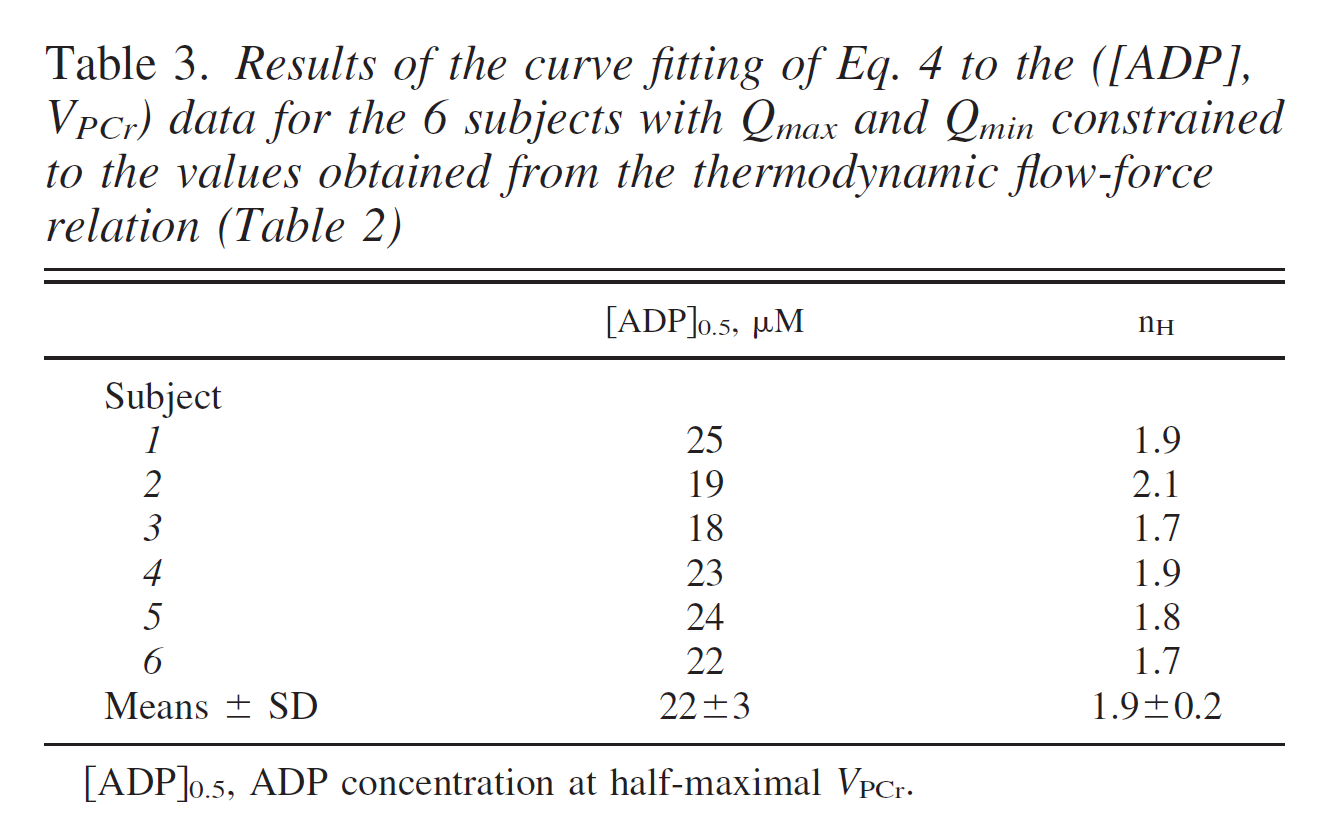 Table 3. Results of the curve fitting of Eq. 4 to the ([ADP],
VPCr) data for the 6 subjects with Qmax and Qmin constrained
to the values obtained from the thermodynamic flow-force
relation (Table 2)
[ADP]0.5, μM nH
Subject
1 25 1.9
2 19 2.1
3 18 1.7
4 23 1.9
5 24 1.8
6 22 1.7
Means ± SD 22±3 1.9±0.2
[ADP]0.5, ADP concentration at half-maximal VPCr.